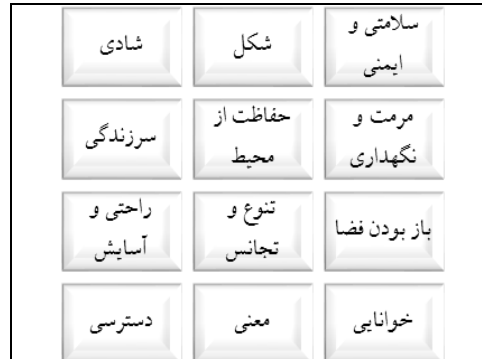 سلامتی و
ایمنی
شکل
شادی
مرمت و
نگهداری
حفاظت از
محیط
سرزندگی
باز بودن فضا
تنوع و
تجانس
راحتی و
آسایش
خوانایی
معنی
دسترسی